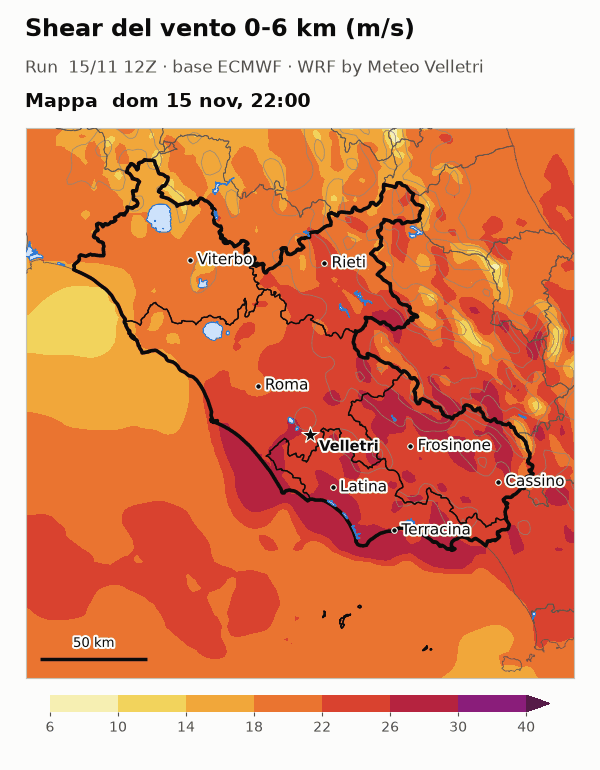 Shear del vento 0-6 km (m/s)
Run 15/11 12Z · base ECMWF · WRF by Meteo Velletri
Mappa dom 15 nov, 22:00
Viterbo
Rieti
Roma
Velletri
Frosinone
Cassino
Latina
Terracina
50 km
6 10 14 18 22 26 30 40